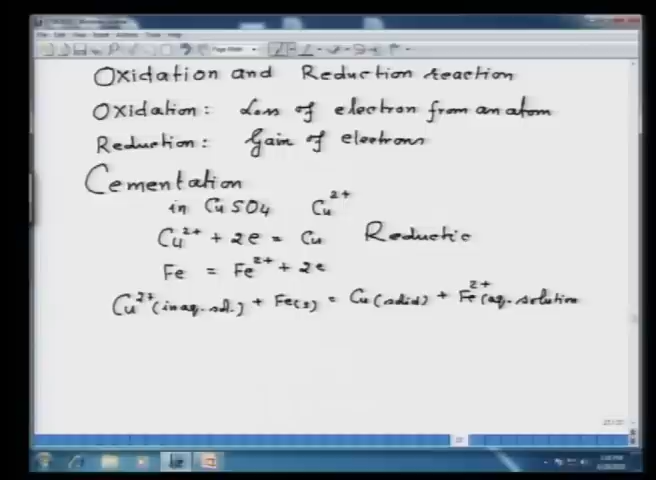 Oxidation and Reduction reaction
Oxidation: Loss of electron from an atom
Reduction: Gain of electrons
Cementation
in CuSO4 Cu2+
Cu2+ + 2e = Cu Reductio
Fe = Fe2+ + 2e
Cu2+ (in aq. sol.) + Fe(s) = Cu (solid) + Fe2+ (aq. solution